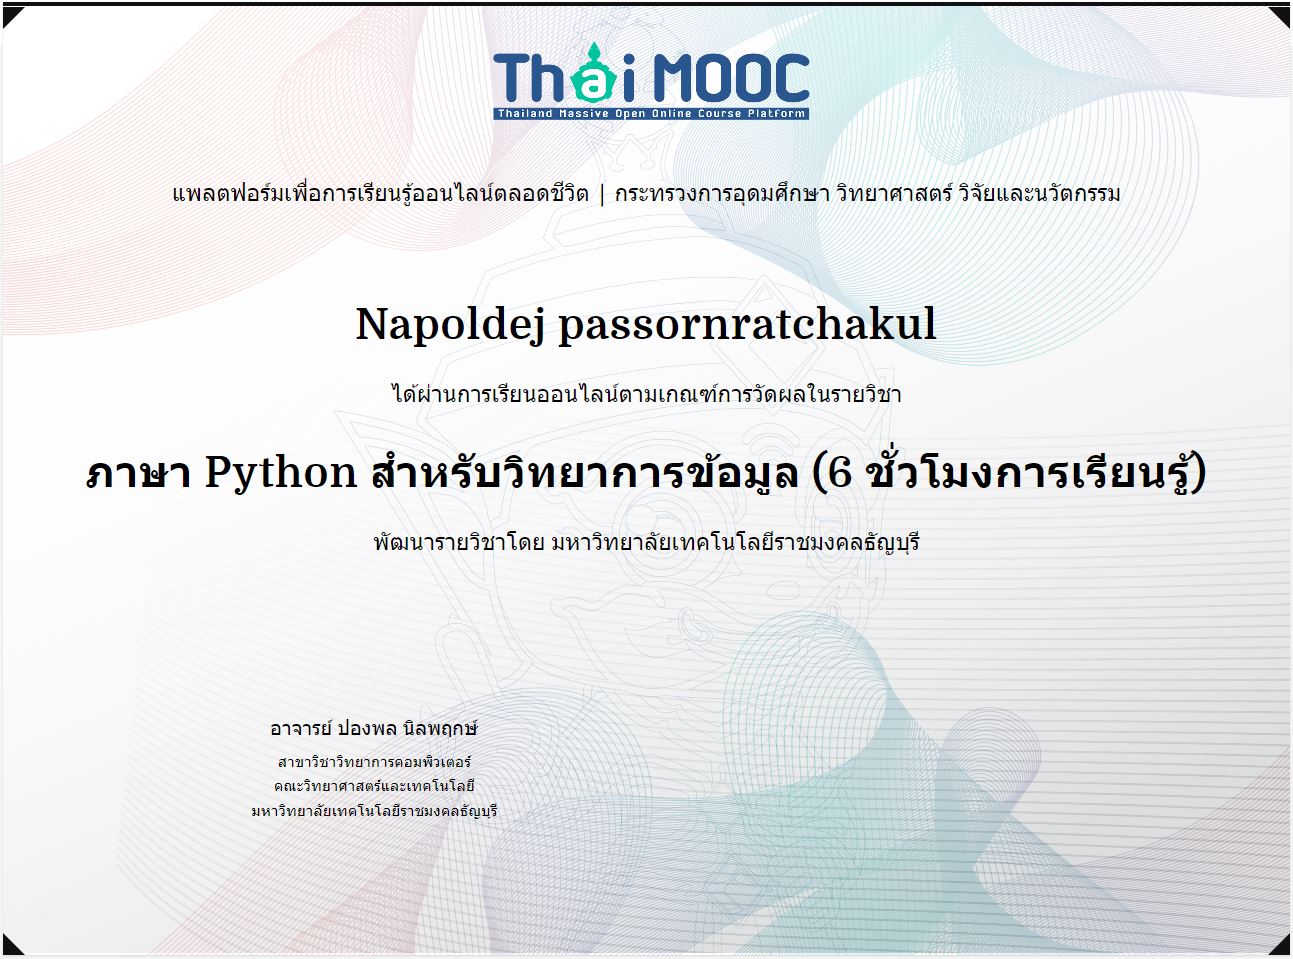 Thai MOOC
Thailand Massive Open Online Course Platform
แพลตฟอร์มเพื่อการเรียนรู้ออนไลน์ตลอดชีวิต | กระทรวงการอุดมศึกษา วิทยาศาสตร์ วิจัยและนวัตกรรม
Napoldej passornratchakul
ได้ผ่านการเรียนออนไลน์ตามเกณฑ์การวัดผลในรายวิชา
ภาษา Python สำหรับวิทยาการข้อมูล (6 ชั่วโมงการเรียนรู้)
พัฒนารายวิชาโดย มหาวิทยาลัยเทคโนโลยีราชมงคลธัญบุรี
อาจารย์ ปองพล นิลพฤกษ์
สาขาวิชาวิทยาการคอมพิวเตอร์
คณะวิทยาศาสตร์และเทคโนโลยี
มหาวิทยาลัยเทคโนโลยีราชมงคลธัญบุรี